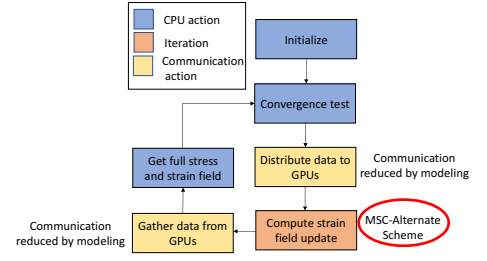 CPU action
Iteration
Communication
action
Initialize
Convergence test
Get full stress
and strain field
Distribute data to
GPUs
Communication
reduced by modeling
Communication
reduced by modeling
Gather data from
GPUs
Compute strain
field update
MSC-Alternate
Scheme